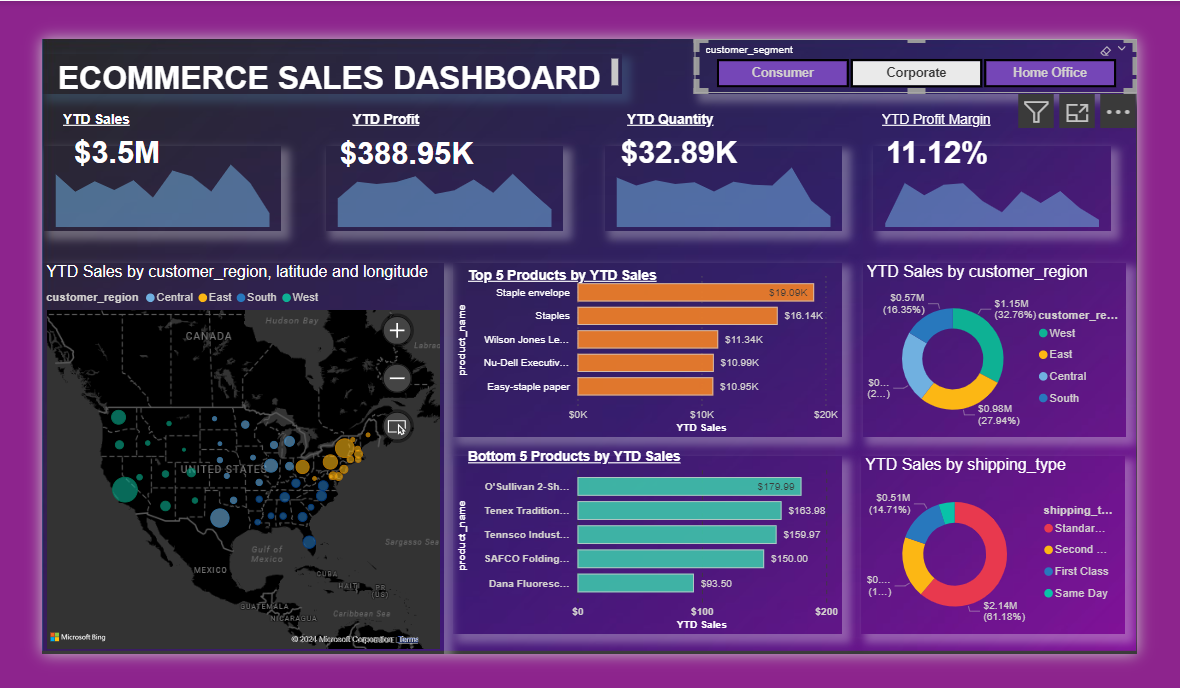 customer_segment
Consumer
Corporate
Home Office
ECOMMERCE SALES DASHBOARD
YTD Sales
$3.5M
YTD Profit
$388.95K
YTD Quantity
$32.89K
YTD Profit Margin
11.12%
YTD Sales by customer_region, latitude and longitude
customer_region Central East South West
CANADA
Hudson Bay
Labra
UNITED STATES
Gulf of
Mexico
MEXICO
Sargasso Sea
CUBA
HAITI
PR
(US)
GUATEMALA
Caribbean Sea
NICARAGUA
Microsoft Bing
© 2024 Microsoft Corporation Terms
Top 5 Products by YTD Sales
product_name
Staple envelope $19.09K
Staples $16.14K
Wilson Jones Le... $11.34K
Nu-Dell Executiv... $10.99K
Easy-staple paper $10.95K
$0K $10K $20K
YTD Sales
Bottom 5 Products by YTD Sales
product_name
O'Sullivan 2-Sh... $179.99
Tenex Tradition... $163.98
Tennsco Indust... $159.97
SAFCO Folding... $150.00
Dana Fluoresc... $93.50
$0 $100 $200
YTD Sales
YTD Sales by customer_region
$0.57M
(16.35%)
$1.15M
(32.76%)
$0...
(2...)
$0.98M
(27.94%)
customer_re...
West
East
Central
South
YTD Sales by shipping_type
$0.51M
(14.71%)
$0....
(1...)
$2.14M
(61.18%)
shipping_t...
Standar...
Second ...
First Class
Same Day